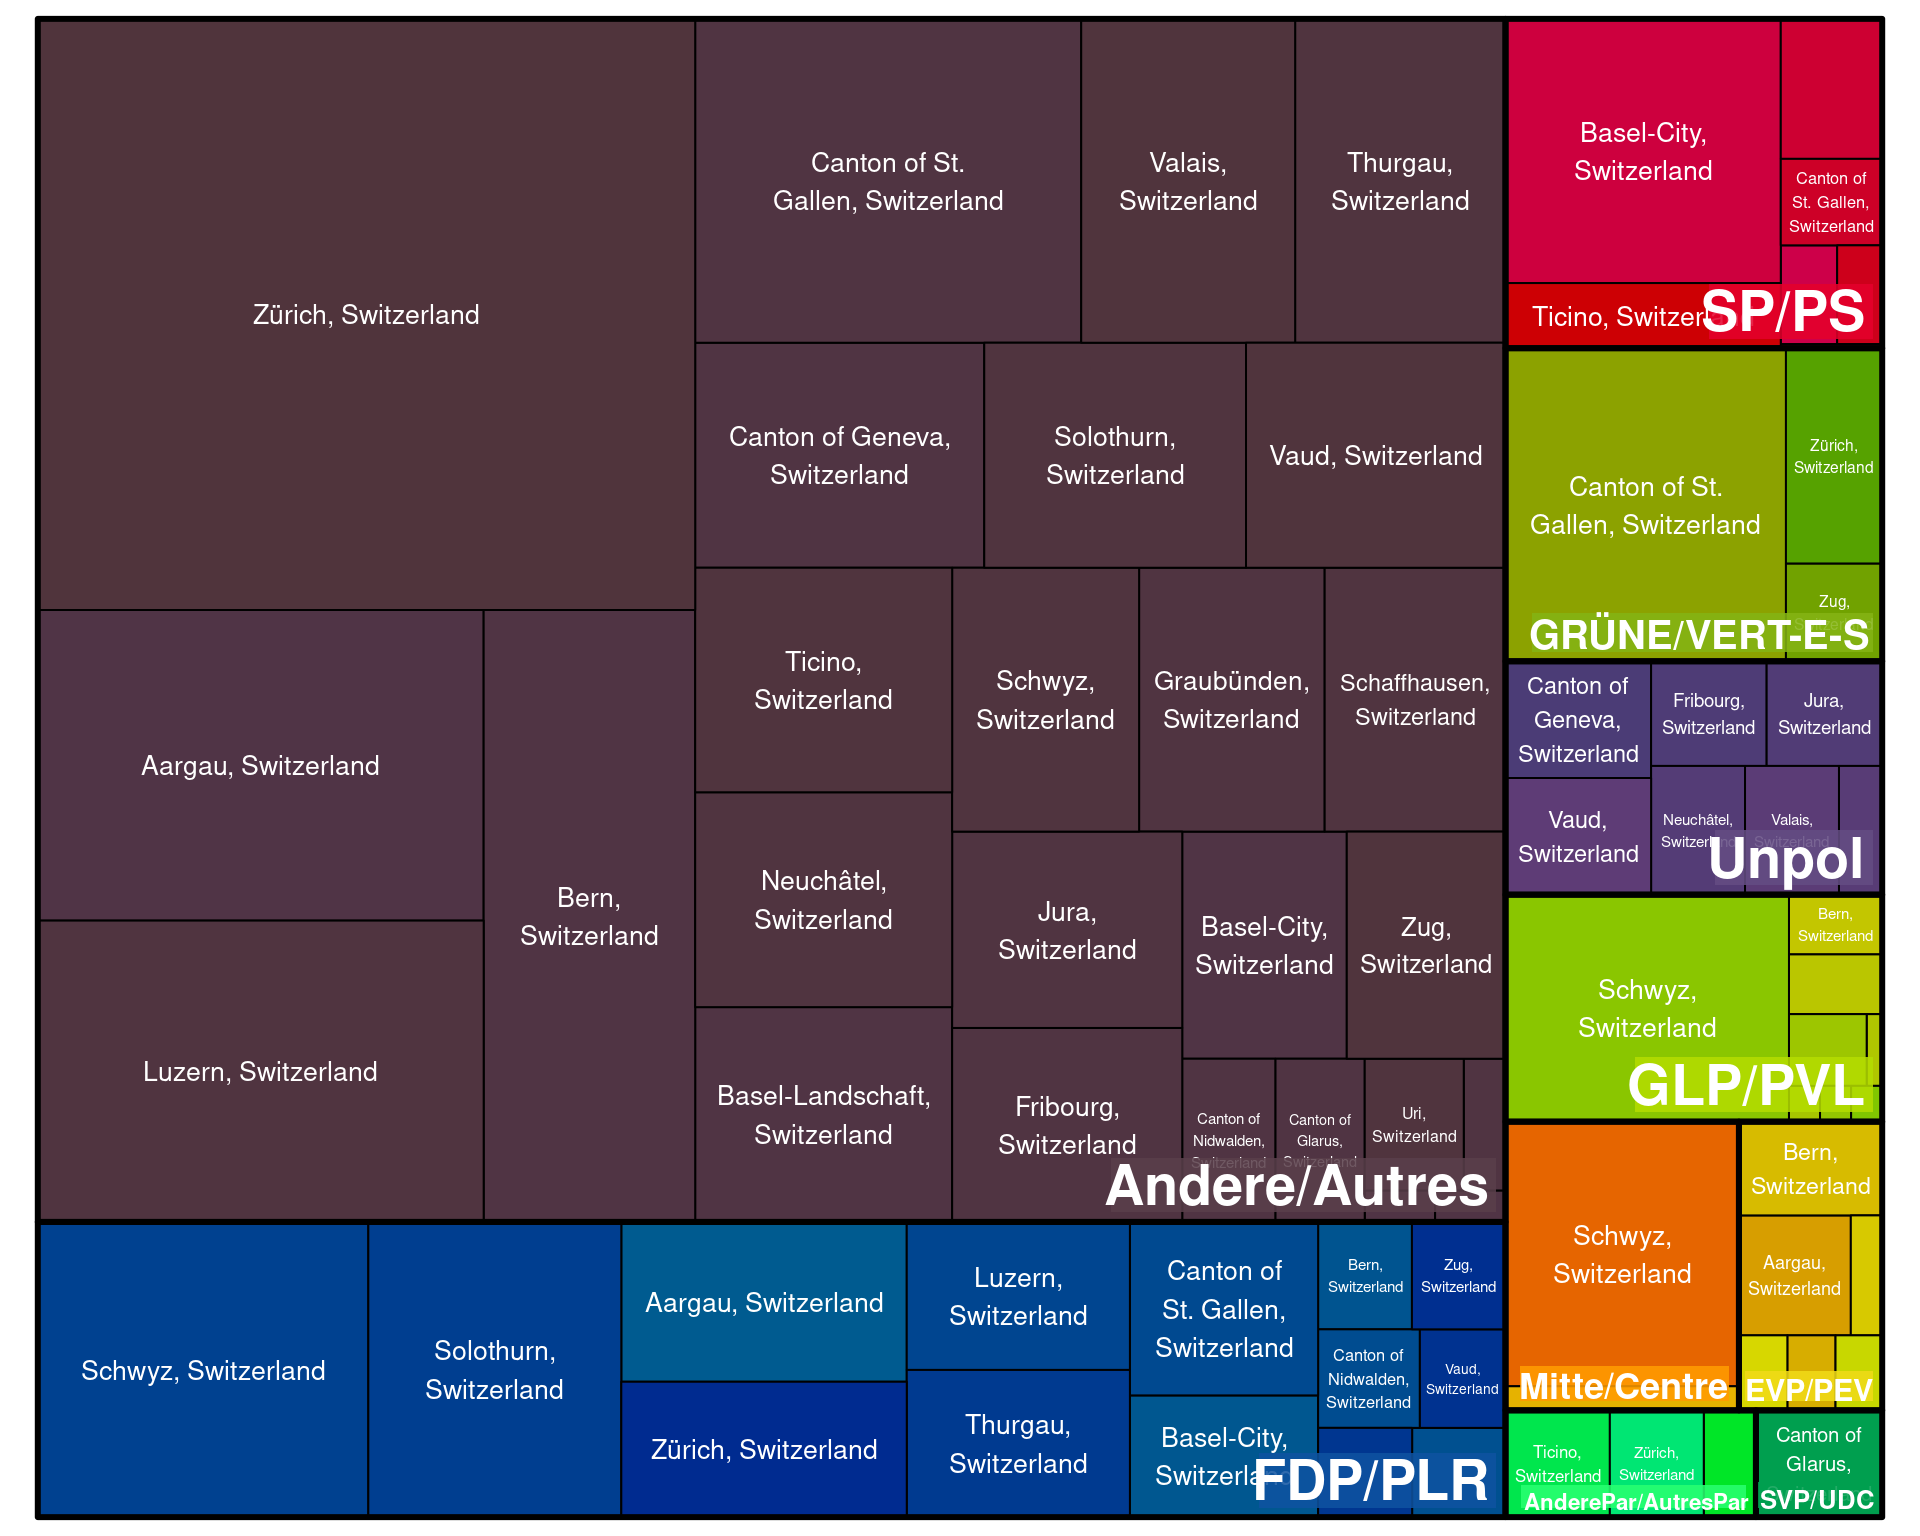 Zürich, Switzerland
Aargau, Switzerland
Luzern, Switzerland
Bern,
Switzerland
Canton of St.
Gallen, Switzerland
Valais,
Switzerland
Thurgau,
Switzerland
Canton of Geneva,
Switzerland
Solothurn,
Switzerland
Vaud, Switzerland
Ticino,
Switzerland
Neuchâtel,
Switzerland
Basel-Landschaft,
Switzerland
Schwyz,
Switzerland
Graubünden,
Switzerland
Schaffhausen,
Switzerland
Jura,
Switzerland
Fribourg,
Switzerland
Basel-City,
Switzerland
Zug,
Switzerland
Canton of
Nidwalden,
Switzerland
Canton of
Glarus,
Switzerland
Uri,
Switzerland
Andere/Autres
Schwyz, Switzerland
Solothurn,
Switzerland
Aargau, Switzerland
Zürich, Switzerland
Luzern,
Switzerland
Thurgau,
Switzerland
Canton of
St. Gallen,
Switzerland
Basel-City,
Switzerland
Bern,
Switzerland
Zug,
Switzerland
Canton of
Nidwalden,
Switzerland
Vaud,
Switzerland
FDP/PLR
Basel-City,
Switzerland
Canton of
St. Gallen,
Switzerland
Ticino, Switzerland
SP/PS
Canton of St.
Gallen, Switzerland
Zürich,
Switzerland
Zug,
Switzerland
GRÜNE/VERT-E-S
Canton of
Geneva,
Switzerland
Vaud,
Switzerland
Fribourg,
Switzerland
Jura,
Switzerland
Neuchâtel,
Switzerland
Valais,
Switzerland
Unpol
Schwyz,
Switzerland
Bern,
Switzerland
GLP/PVL
Schwyz,
Switzerland
Mitte/Centre
Bern,
Switzerland
Aargau,
Switzerland
EVP/PEV
Ticino,
Switzerland
Zürich,
Switzerland
AnderePar/AutresPar
Canton of
Glarus,
SVP/UDC